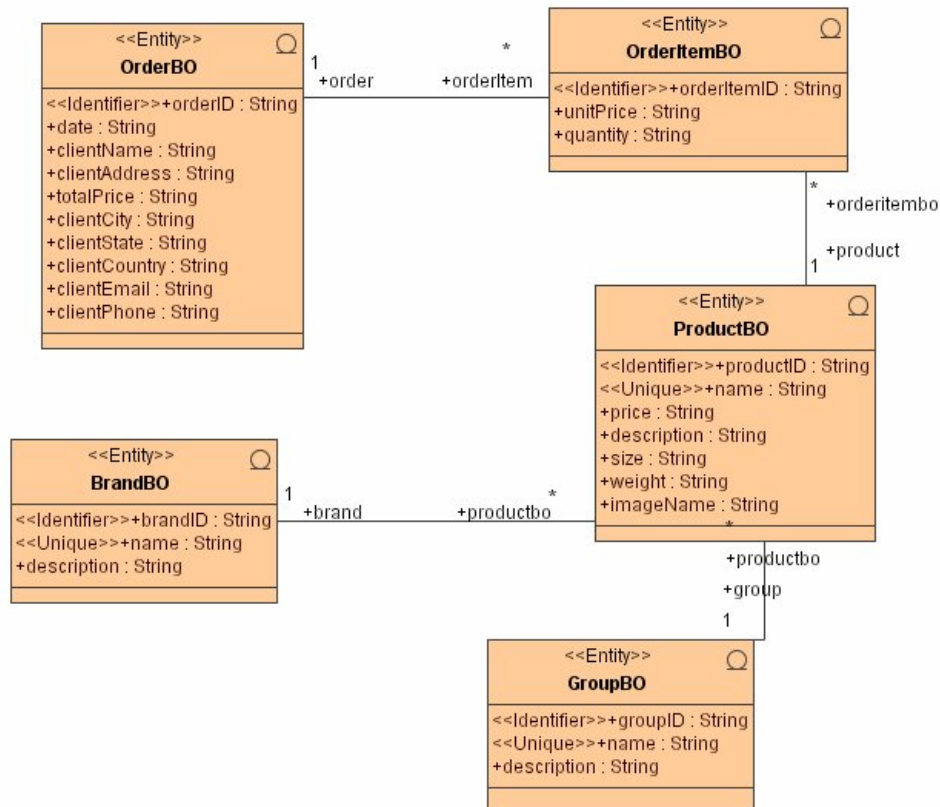 <<Entity>>
OrderBO
<<Identifier>>+orderID : String
+date : String
+clientName : String
+clientAddress : String
+totalPrice : String
+clientCity : String
+clientState : String
+clientCountry : String
+clientEmail : String
+clientPhone : String
1
+order
*
+orderItem
<<Entity>>
OrderItemBO
<<Identifier>>+orderItemID : String
+unitPrice : String
+quantity : String
*
+orderitembo
+product
1
<<Entity>>
ProductBO
<<Identifier>>+productID : String
<<Unique>>+name : String
+price : String
+description : String
+size : String
+weight : String
+imageName : String
<<Entity>>
BrandBO
<<Identifier>>+brandID : String
<<Unique>>+name : String
+description : String
1
+brand
*
+productbo
*
+productbo
+group
1
<<Entity>>
GroupBO
<<Identifier>>+groupID : String
<<Unique>>+name : String
+description : String